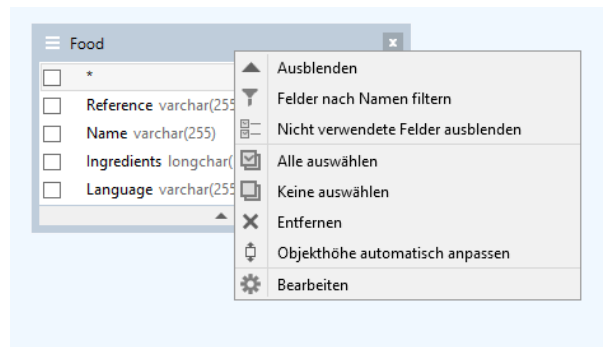 Food
*
Reference varchar(255
Name varchar(255)
Ingredients longchar(
Language varchar(255
Ausblenden
Felder nach Namen filtern
Nicht verwendete Felder ausblenden
Alle auswählen
Keine auswählen
Entfernen
Objekthöhe automatisch anpassen
Bearbeiten